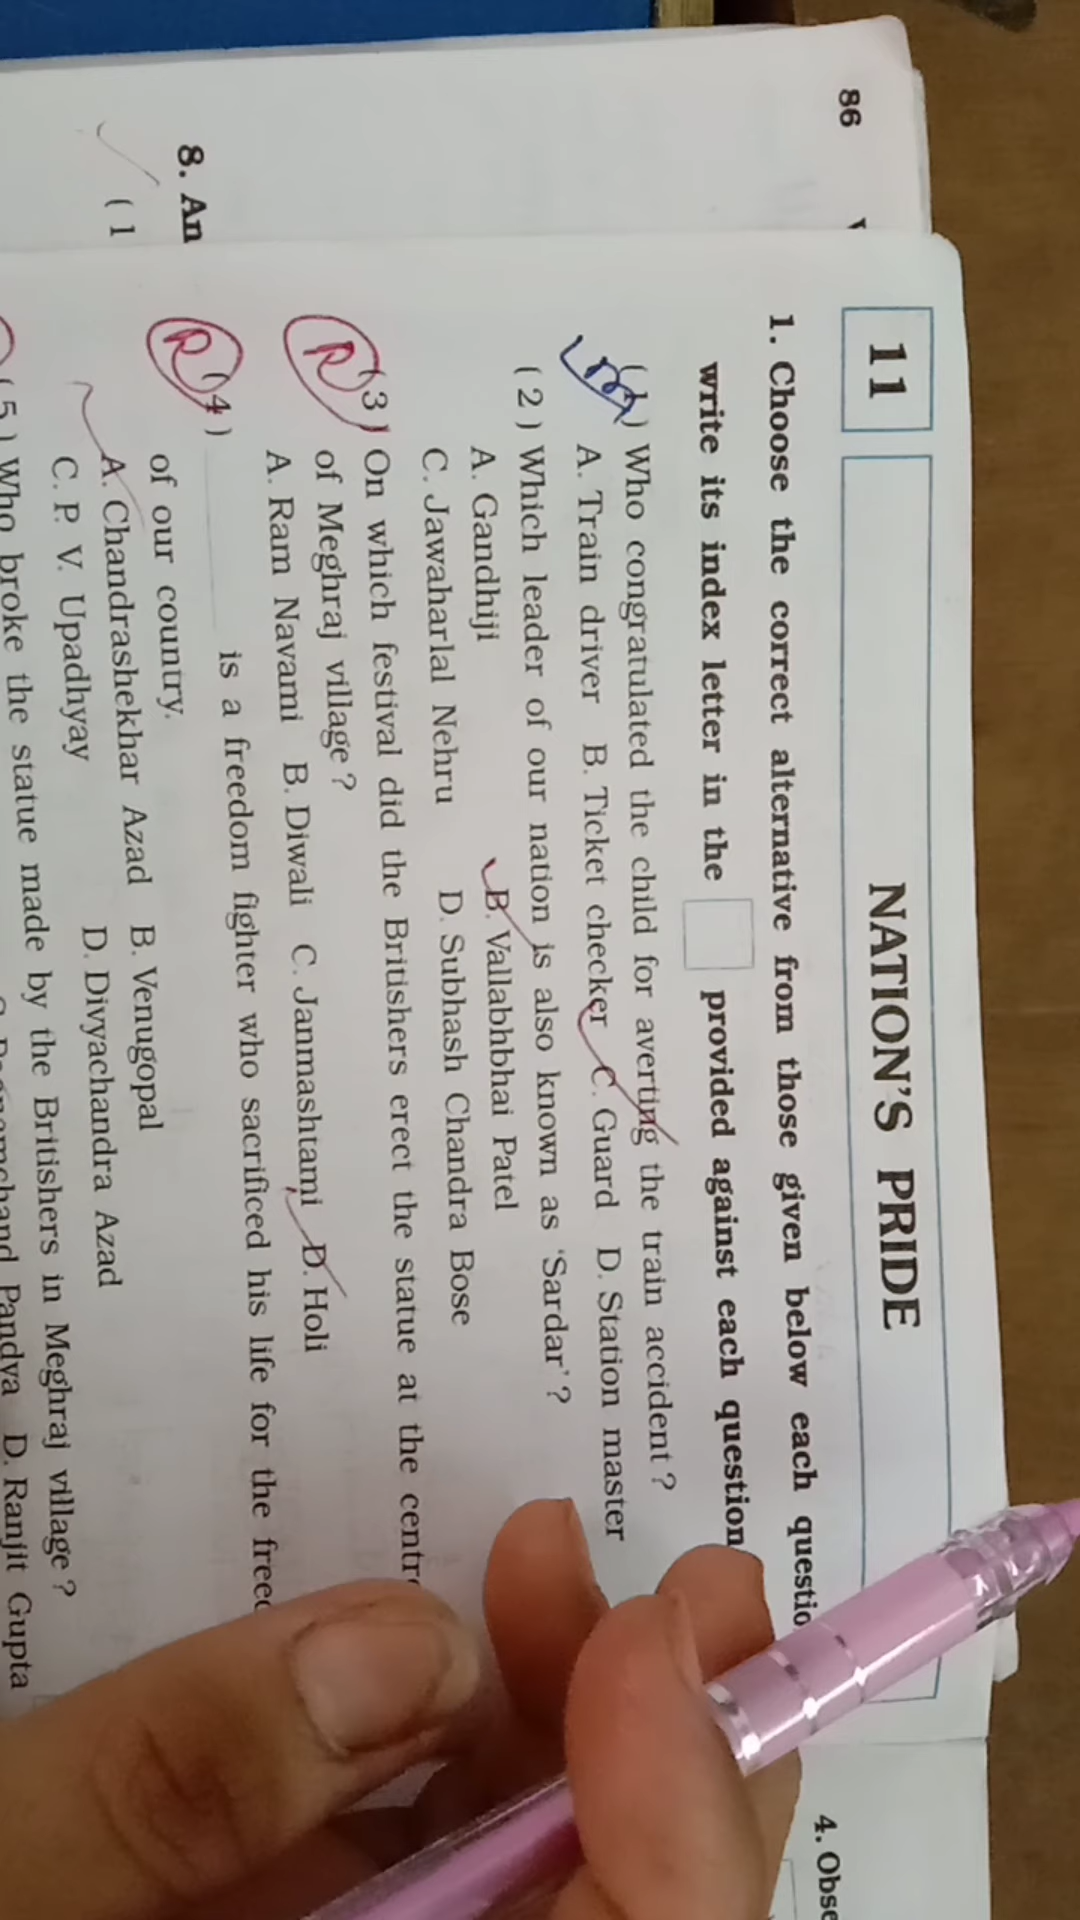 86
8. An
( 1
11 NATION'S PRIDE
1. Choose the correct alternative from those given below each
write its index letter in the provided against each question
( 1 ) Who congratulated the child for averting the train accident ?
A. Train driver B. Ticket checker C. Guard D. Station master
( 2 ) Which leader of our nation is also known as 'Sardar' ?
A. Gandhiji B. Vallabhbhai Patel
C. Jawaharlal Nehru D. Subhash Chandra Bose
R ( 3 ) On which festival did the Britishers erect the statue at the
of Meghraj village ?
A. Ram Navami B. Diwali C. Janmashtami D. Holi
R ( 4 ) is a freedom fighter who sacrificed his life for the
of our country.
A. Chandrashekhar Azad B. Venugopal
C. P. V. Upadhyay D. Divyachandra Azad
( 5 ) Who broke the statue made by the Britishers in Meghraj village ?
Pandya D. Ranjit Gupta
4. Obse